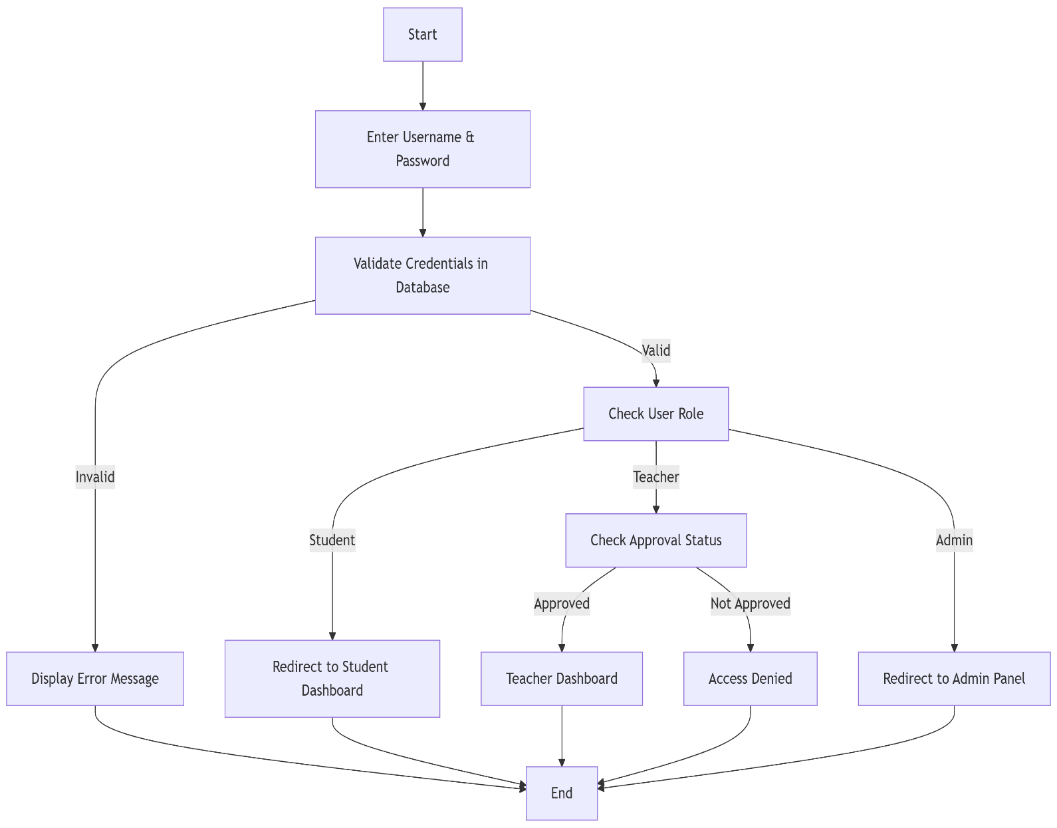 Start
Enter Username &
Password
Validate Credentials in
Database
Valid
Check User Role
Invalid
Teacher
Student
Check Approval Status
Admin
Approved
Not Approved
Display Error Message
Redirect to Student
Dashboard
Teacher Dashboard
Access Denied
Redirect to Admin Panel
End